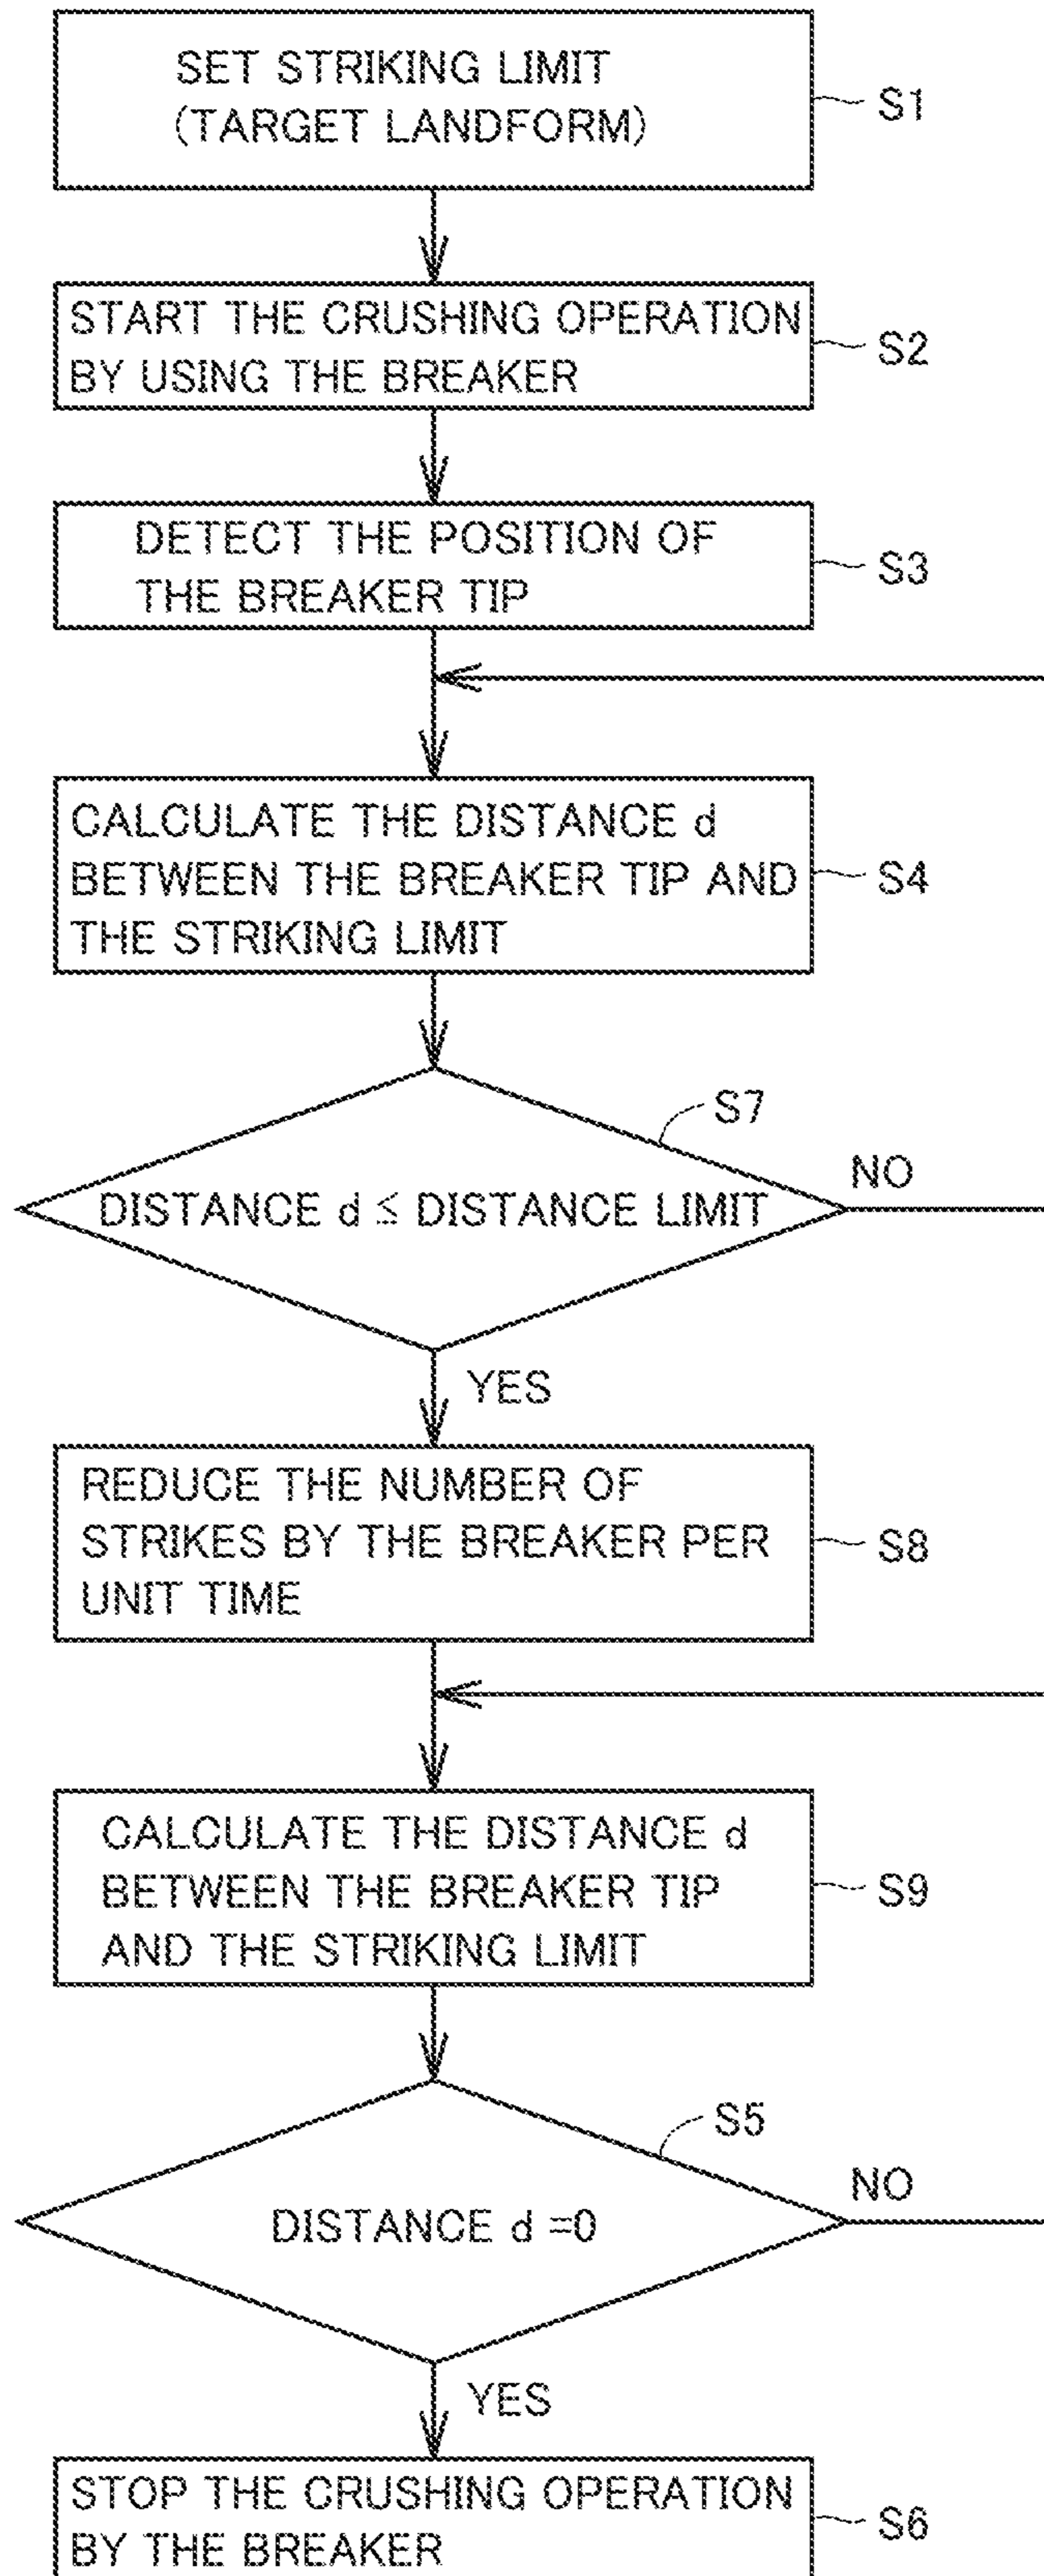 SET STRIKING LIMIT
(TARGET LANDFORM)
S1
START THE CRUSHING OPERATION
BY USING THE BREAKER
S2
DETECT THE POSITION OF
THE BREAKER TIP
S3
CALCULATE THE DISTANCE d
BETWEEN THE BREAKER TIP AND
THE STRIKING LIMIT
S4
S7
DISTANCE d ≦ DISTANCE LIMIT
NO
YES
REDUCE THE NUMBER OF
STRIKES BY THE BREAKER PER
UNIT TIME
S8
CALCULATE THE DISTANCE d
BETWEEN THE BREAKER TIP
AND THE STRIKING LIMIT
S9
S5
DISTANCE d =0
NO
YES
STOP THE CRUSHING OPERATION
BY THE BREAKER
S6